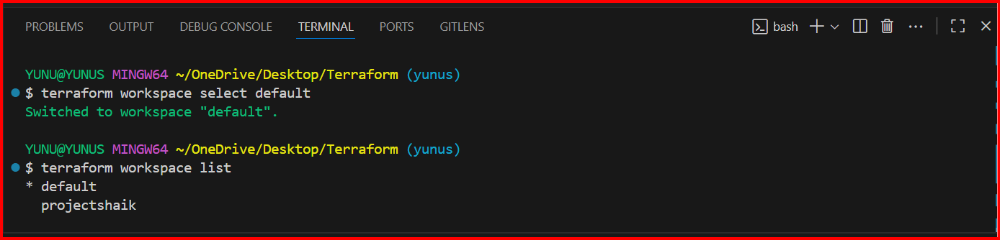 PROBLEMS OUTPUT DEBUG CONSOLE TERMINAL PORTS GITLENS bash
YUNU@YUNUS MINGW64 ~/OneDrive/Desktop/Terraform (yunus)
$ terraform workspace select default
Switched to workspace "default".
YUNU@YUNUS MINGW64 ~/OneDrive/Desktop/Terraform (yunus)
$ terraform workspace list
* default
projectshaik